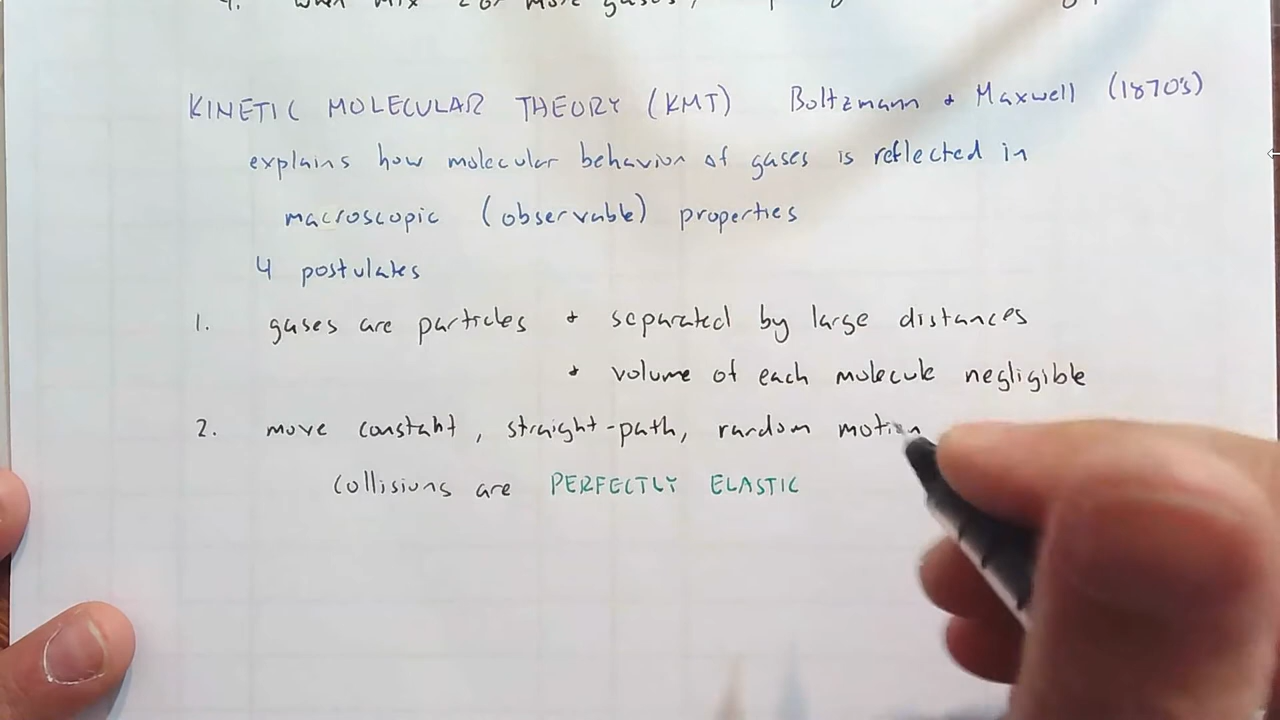 KINETIC MOLECULAR THEORY (KMT) Boltzmann + Maxwell (1870's)
explains how molecular behavior of gases is reflected in
macroscopic (observable) properties
4 postulates
1. gases are particles + separated by large distances
+ volume of each molecule negligible
2. move constant, straight-path, random motion
collisions are PERFECTLY ELASTIC